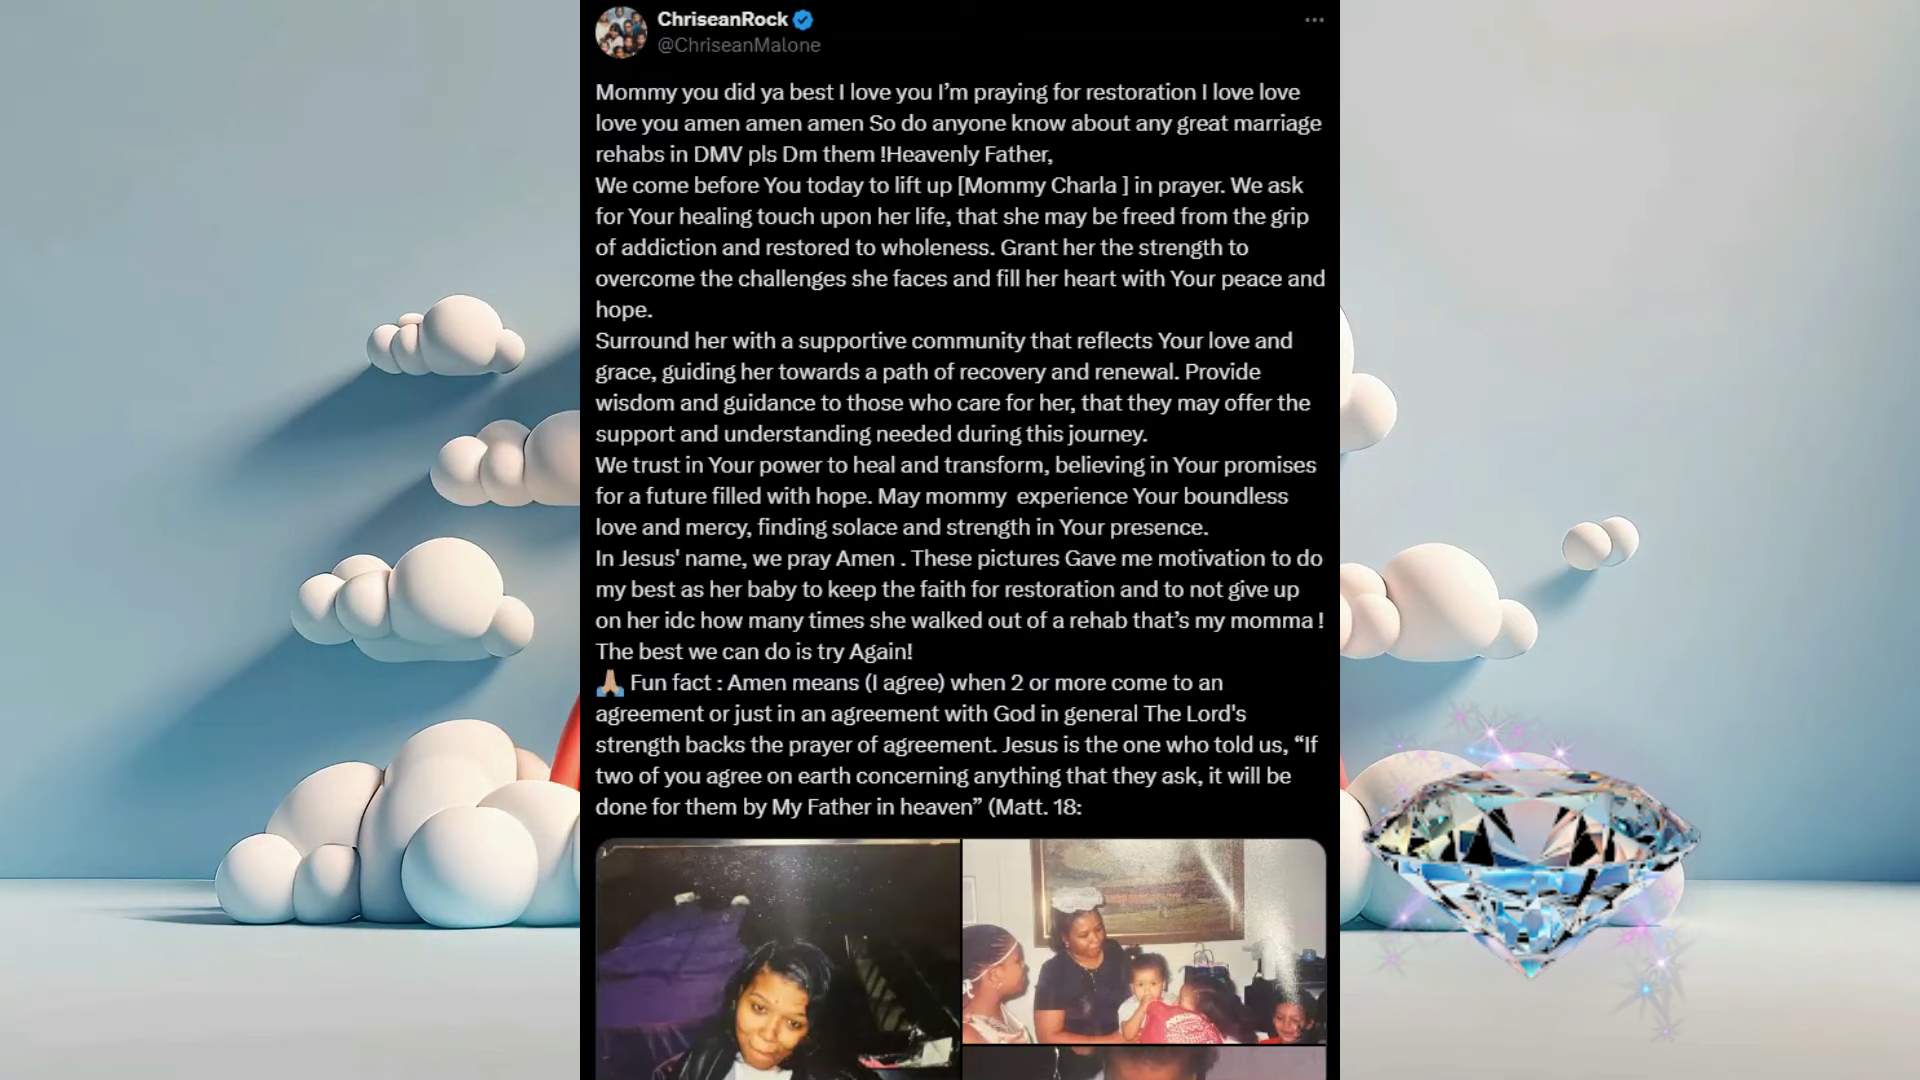 ChriseanRock
@ChriseanMalone
Mommy you did ya best I love you I’m praying for restoration I love love
love you amen amen amen So do anyone know about any great marriage
rehabs in DMV pls Dm them !Heavenly Father,
We come before You today to lift up [Mommy Charla ] in prayer. We ask
for Your healing touch upon her life, that she may be freed from the grip
of addiction and restored to wholeness. Grant her the strength to
overcome the challenges she faces and fill her heart with Your peace and
hope.
Surround her with a supportive community that reflects Your love and
grace, guiding her towards a path of recovery and renewal. Provide
wisdom and guidance to those who care for her, that they may offer the
support and understanding needed during this journey.
We trust in Your power to heal and transform, believing in Your promises
for a future filled with hope. May mommy  experience Your boundless
love and mercy, finding solace and strength in Your presence.
In Jesus' name, we pray Amen . These pictures Gave me motivation to do
my best as her baby to keep the faith for restoration and to not give up
on her idc how many times she walked out of a rehab that’s my momma !
The best we can do is try Again!
🙏🏽 Fun fact : Amen means (I agree) when 2 or more come to an
agreement or just in an agreement with God in general The Lord's
strength backs the prayer of agreement. Jesus is the one who told us, “If
two of you agree on earth concerning anything that they ask, it will be
done for them by My Father in heaven” (Matt. 18: